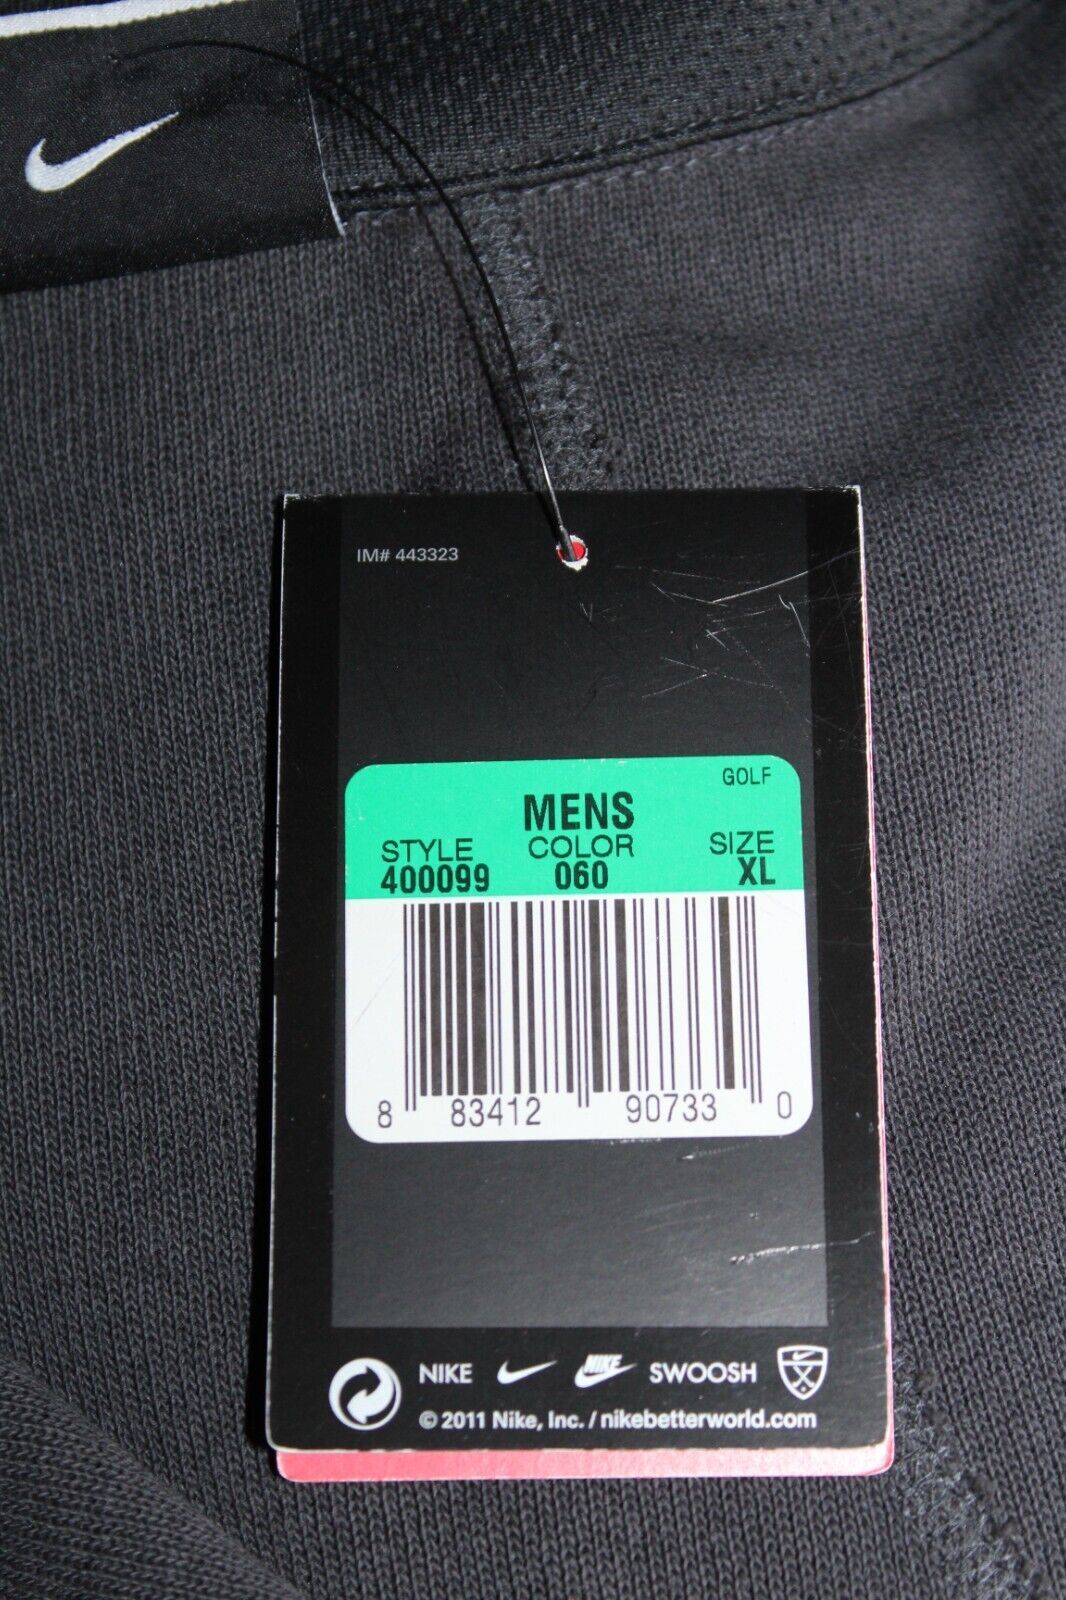 IM# 443323
GOLF
MENS
STYLE COLOR SIZE
400099 060 XL
8 83412 90733 0
NIKE NIKE SWOOSH
© 2011 Nike, Inc. / nikebetterworld.com